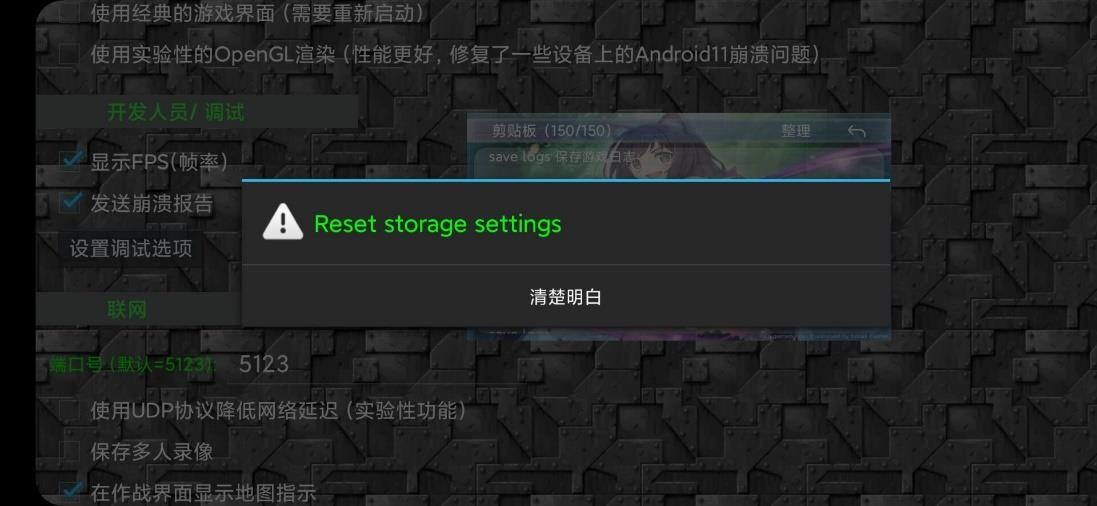 使用经典的游戏界面 (需要重新启动)
使用实验性的OpenGL渲染 (性能更好, 修复了一些设备上的Android11崩溃问题)
开发人员/ 调试
剪贴板 (150/150)
整理
显示FPS(帧率)
save logs 保存游戏日志
发送崩溃报告
Reset storage settings
设置调试选项
清楚明白
联网
端口号 (默认=5123):
5123
使用UDP协议降低网络延迟 (实验性功能)
保存多人录像
在作战界面显示地图指示